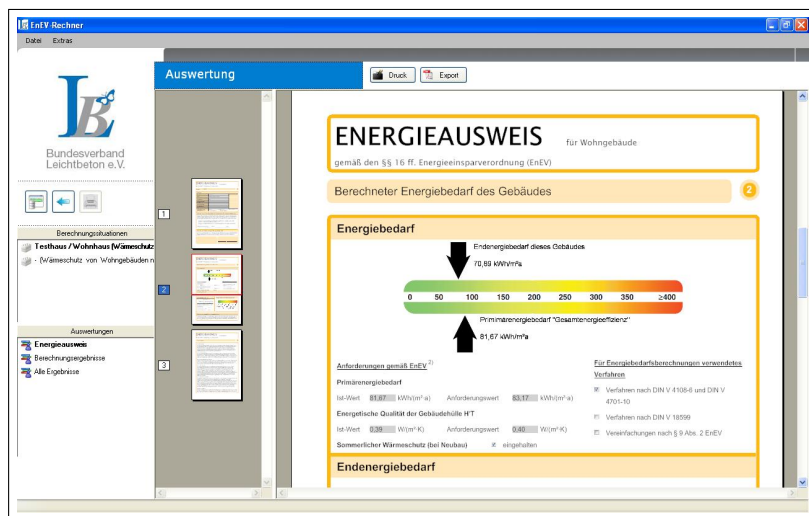 EnEV-Rechner
Datei Extras
Auswertung
Druck
Export
LB
Bundesverband
Leichtbeton e.V.
Berechnungssituationen
Testhaus / Wohnhaus (Wärmeschutz
- (Wärmeschutz von Wohngebäuden n
Auswertungen
Energieausweis
Berechnungsergebnisse
Alle Ergebnisse
1
2
3
ENERGIEAUSWEIS für Wohngebäude
gemäß den §§ 16 ff. Energieeinsparverordnung (EnEV)
Berechneter Energiebedarf des Gebäudes 2
Energiebedarf
Endenergiebedarf dieses Gebäudes
70,89 kWh/m²a
0 50 100 150 200 250 300 350 ≥400
Primimärenergiebedarf "Gesamtenergieeffizienz"
81,67 kWh/m²a
Anforderungen gemäß EnEV 2)
Primärenergiebedarf
Ist-Wert 81,67 kWh/(m²·a) Anforderungswert 83,17 kWh/(m²·a)
Energetische Qualität der Gebäudehülle H'T
Ist-Wert 0,39 W/(m²·K) Anforderungswert 0,40 W/(m²·K)
Sommerlicher Wärmeschutz (bei Neubau) eingehalten
Für Energiebedarfsberechnungen verwendetes
Verfahren
Verfahren nach DIN V 4108-6 und DIN V
4701-10
Verfahren nach DIN V 18599
Vereinfachungen nach § 9 Abs. 2 EnEV
Endenergiebedarf